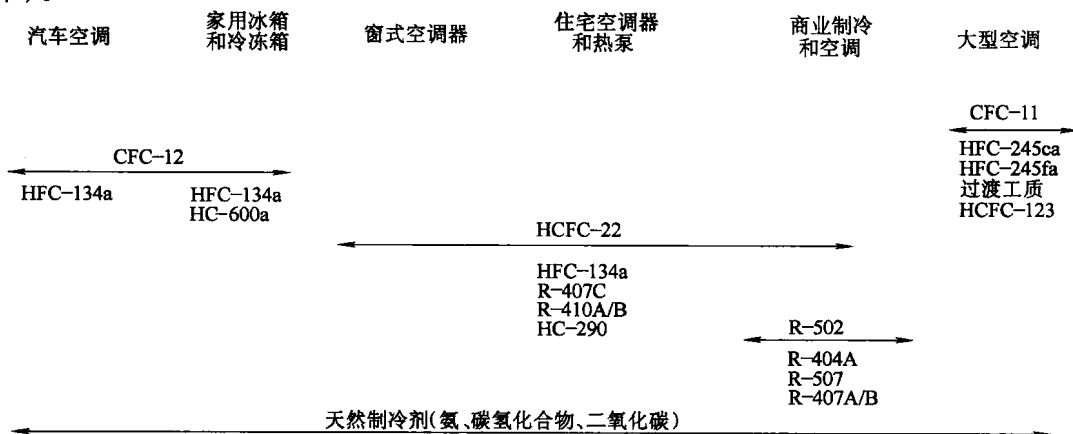 汽车空调
家用冰箱
和冷冻箱
窗式空调器
住宅空调器
和热泵
商业制冷
和空调
大型空调
CFC-11
HFC-245ca
HFC-245fa
过渡工质
HCFC-123
CFC-12
HFC-134a
HFC-134a
HC-600a
HCFC-22
HFC-134a
R-407C
R-410A/B
HC-290
R-502
R-404A
R-507
R-407A/B
天然制冷剂(氨、碳氢化合物、二氧化碳)